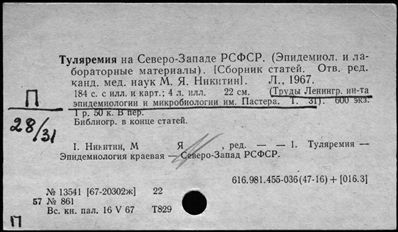 Туляремия на Северо-Западе РСФСР. (Эпидемиол. и ла-
бораторные материалы). [Сборник статей. Отв. ред.
канд. мед. наук М. Я. Никитин]. Л., 1967.
184 с. с илл. и карт.; 4 л. илл. 22 см. (Труды Ленингр. ин-та
эпидемиологии и микробиологии им. Пастера. Т. 31). 600 экз.
1 р. 50 к. В пер.
Библиогр. в конце статей.
П
28/31
I. Никитин, М Я , ред. — — 1. Туляремия —
Эпидемиология краевая — Северо-Запад РСФСР.
616.981.455-036(47-16) + [016.3]
№ 13541 [67-20302ж] 22
57 № 861
Вс. кн. пал. 16 V 67 Т829
П